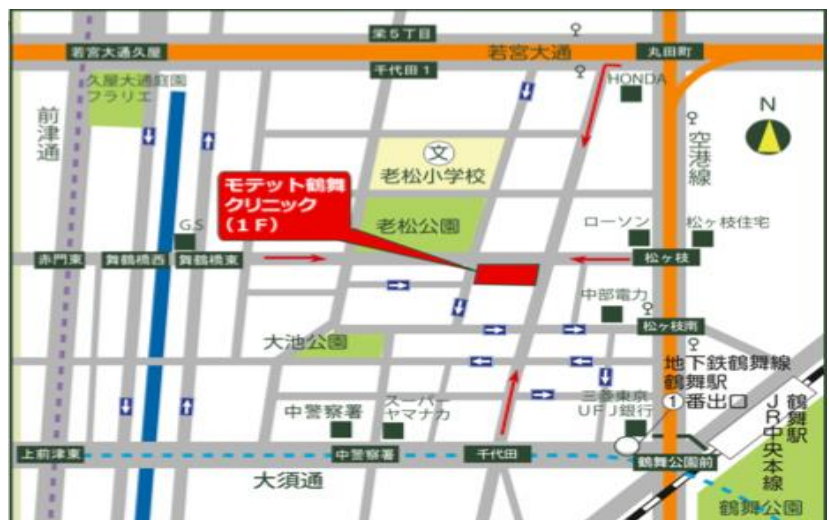 栄5丁目
若宮大通久屋
若宮大通
丸田町
千代田1
久屋大通庭園
フラリエ
HONDA
前津通
N
空港線
文
老松小学校
モテット鶴舞
クリニック
(1F)
老松公園
G.S
ローソン
松ヶ枝住宅
赤門東
舞鶴橋西
舞鶴橋東
松ヶ枝
中部電力
松ヶ枝南
大池公園
地下鉄鶴舞線
鶴舞駅
①番出口
中警察署
スーパー
ヤマナカ
三菱東京
UFJ銀行
鶴舞駅
JR中央本線
上前津東
中警察署
千代田
鶴舞公園前
大須通
鶴舞公園